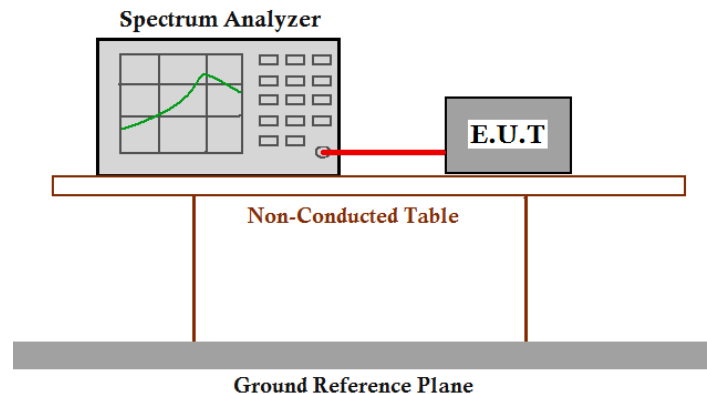 Spectrum Analyzer
E.U.T
Non-Conducted Table
Ground Reference Plane